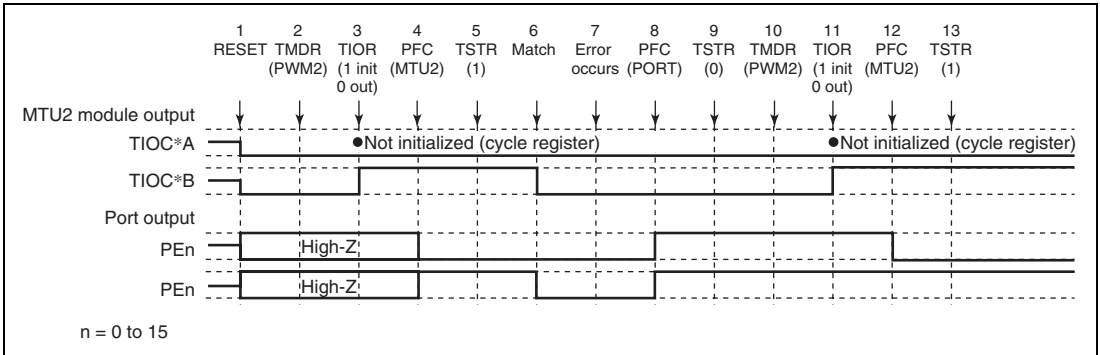 1 2 3 4 5 6 7 8 9 10 11 12 13
RESET TMDR TIOR PFC TSTR Match Error PFC TSTR TMDR TIOR PFC TSTR
(PWM2) (1 init (MTU2) (1) occurs (PORT) (0) (PWM2) (1 init (MTU2) (1)
0 out) 0 out)
MTU2 module output
TIOC*A ●Not initialized (cycle register) ●Not initialized (cycle register)
TIOC*B
Port output
PEn High-Z
PEn High-Z
n = 0 to 15